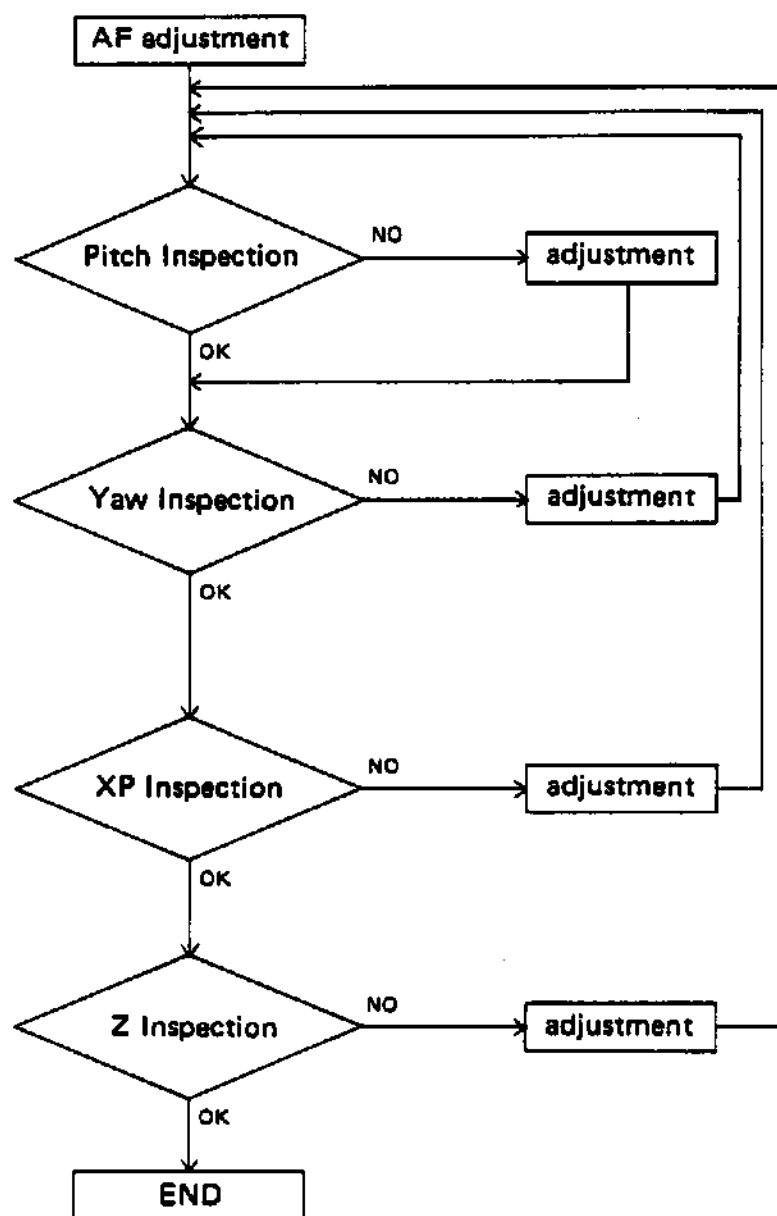 AF adjustment
Pitch Inspection
NO
adjustment
OK
Yaw Inspection
NO
adjustment
OK
XP Inspection
NO
adjustment
OK
Z Inspection
NO
adjustment
OK
END